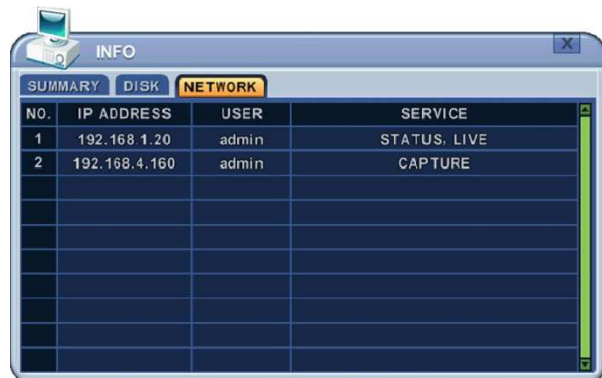 INFO
X
SUMMARY DISK NETWORK
NO. IP ADDRESS USER SERVICE
1 192.168.1.20 admin STATUS, LIVE
2 192.168.4.160 admin CAPTURE